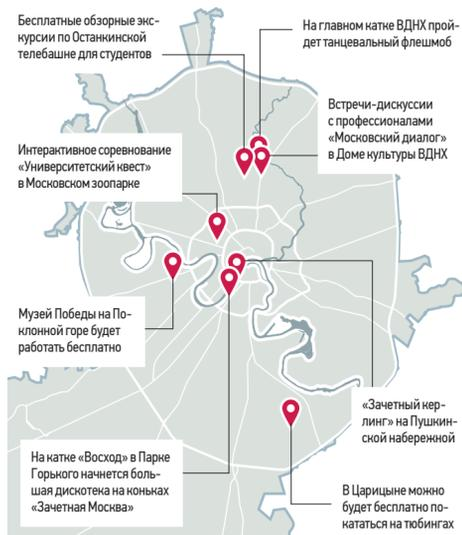 Бесплатные обзорные экс-
курсии по Останкинской
телебашне для студентов
На главном катке ВДНХ прой-
дет танцевальный флешмоб
Встречи-дискуссии
с профессионалами
«Московский диалог»
в Доме культуры ВДНХ
Интерактивное соревнование
«Университетский квест»
в Московском зоопарке
Музей Победы на По-
клонной горе будет
работать бесплатно
«Зачетный кер-
линг» на Пушкин-
ской набережной
На катке «Восход» в Парке
Горького начнется боль-
шая дискотека на коньках
«Зачетная Москва»
В Царицыне можно
будет бесплатно по-
кататься на тюбингах